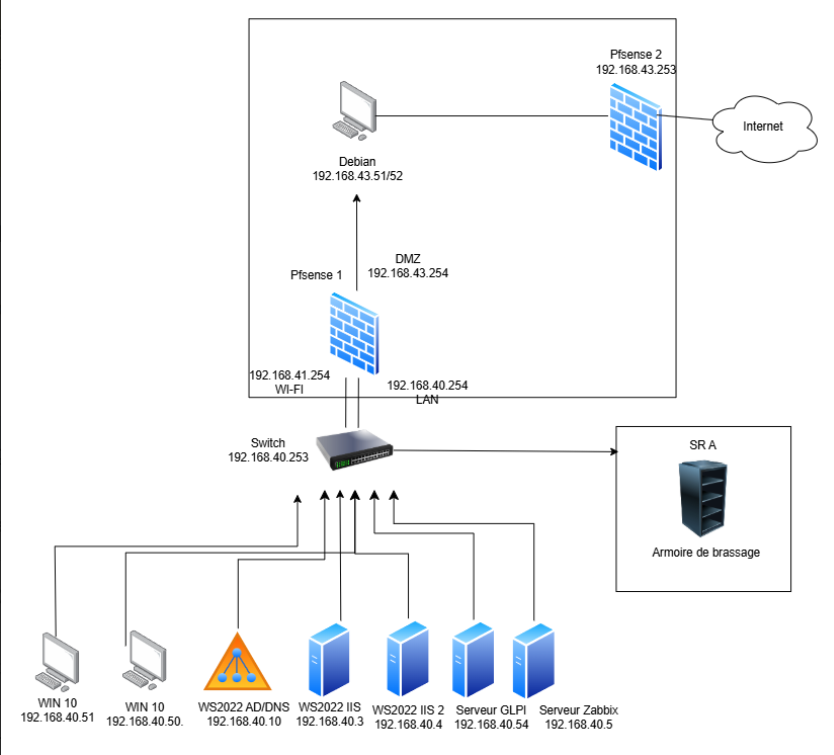 Pfsense 2
192.168.43.253
Internet
Debian
192.168.43.51/52
DMZ
192.168.43.254
Pfsense 1
192.168.41.254
WI-FI
192.168.40.254
LAN
Switch
192.168.40.253
SR A
Armoire de brassage
WIN 10
192.168.40.51
WIN 10
192.168.40.50.
WS2022 AD/DNS
192.168.40.10
WS2022 IIS
192.168.40.3
WS2022 IIS 2
192.168.40.4
Serveur GLPI
192.168.40.54
Serveur Zabbix
192.168.40.5